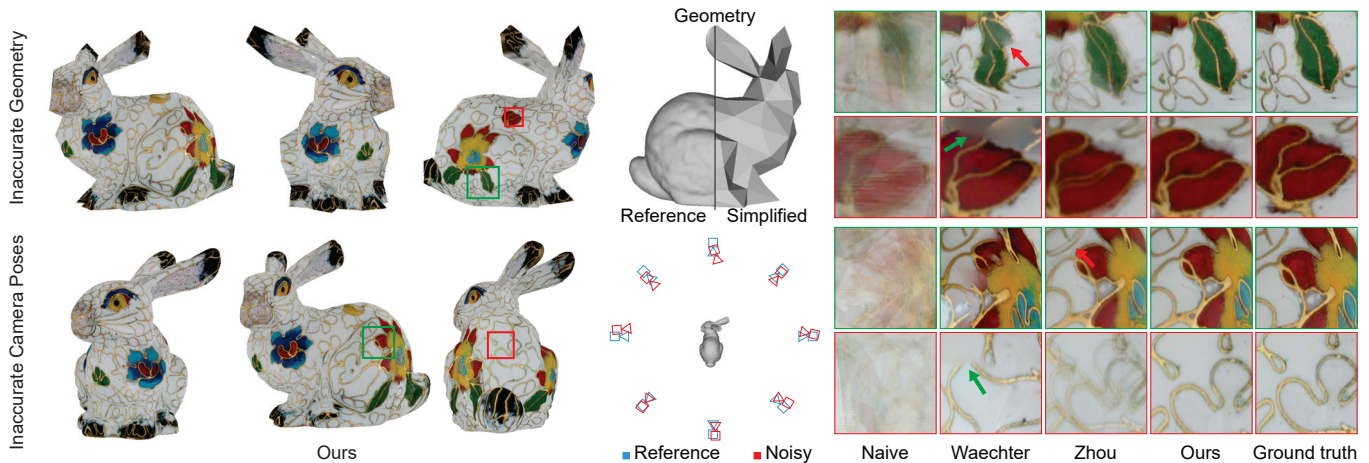 Inaccurate Geometry
Geometry
Reference
Simplified
Inaccurate Camera Poses
Ours
Reference
Noisy
Naive
Waechter
Zhou
Ours
Ground truth